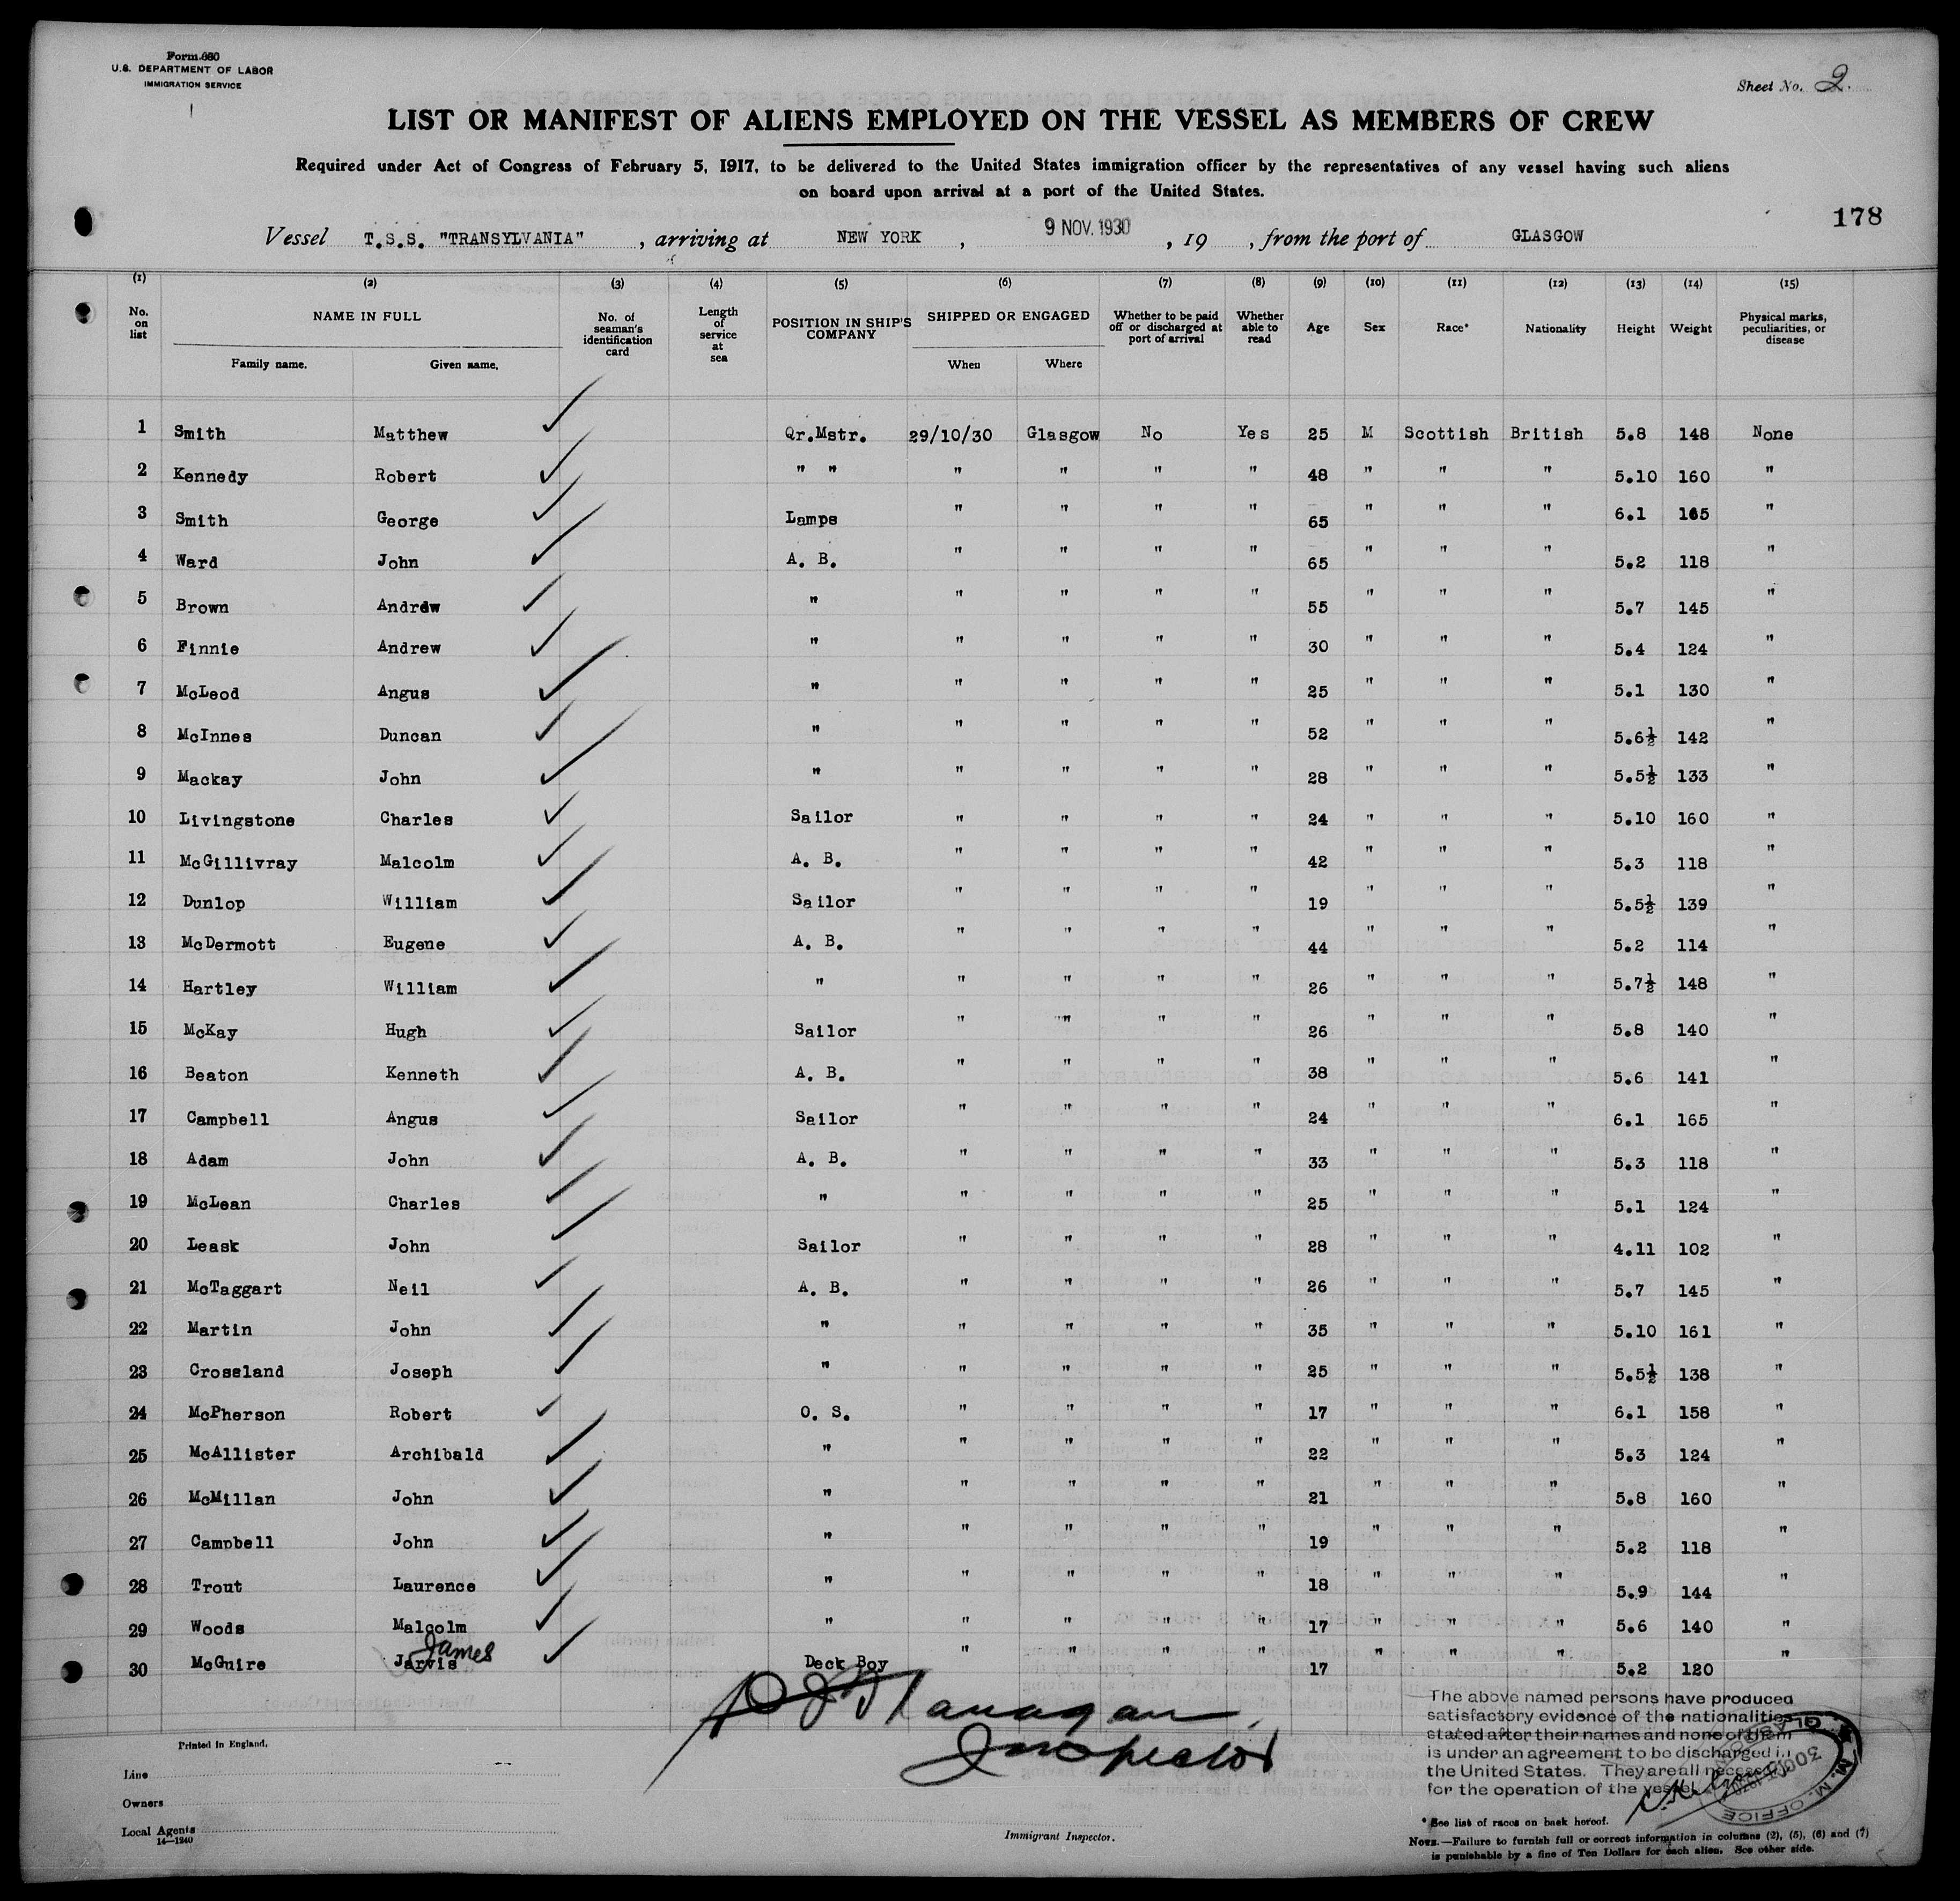 Form 680
U.S. DEPARTMENT OF LABOR
IMMIGRATION SERVICE
Sheet No. 2.
LIST OR MANIFEST OF ALIENS EMPLOYED ON THE VESSEL AS MEMBERS OF CREW
Required under Act of Congress of February 5, 1917, to be delivered to the United States immigration officer by the representatives of any vessel having such aliens
on board upon arrival at a port of the United States.
178
Vessel T.S.S. "TRANSYLVANIA", arriving at NEW YORK, 9 NOV. 1930, 19 , from the port of GLASGOW
(1) (2) (3) (4) (5) (6) (7) (8) (9) (10) (11) (12) (13) (14) (15)
No. on list NAME IN FULL Family name. Given name. No. of seaman's identification card Length of service at sea POSITION IN SHIP'S COMPANY SHIPPED OR ENGAGED When Where Whether to be paid off or discharged at port of arrival Whether able to read Age Sex Race* Nationality Height Weight Physical marks, peculiarities, or disease
1 Smith Matthew Qr.Mstr. 29/10/30 Glasgow No Yes 25 M Scottish British 5.8 148 None
2 Kennedy Robert " " " " " " 48 " " " 5.10 160 "
3 Smith George Lamps " " " " 65 " " " 6.1 165 "
4 Ward John A. B. " " " " 65 " " " 5.2 118 "
5 Brown Andrew " " " " " 55 " " " 5.7 145 "
6 Finnie Andrew " " " " " 30 " " " 5.4 124 "
7 McLeod Angus " " " " " 25 " " " 5.1 130 "
8 McInnes Duncan " " " " " 52 " " " 5.6½ 142 "
9 Mackay John " " " " " 28 " " " 5.5½ 133 "
10 Livingstone Charles Sailor " " " " 24 " " " 5.10 160 "
11 McGillivray Malcolm A. B. " " " " 42 " " " 5.3 118 "
12 Dunlop William Sailor " " " " 19 " " " 5.5½ 139 "
13 McDermott Eugene A. B. " " " " 44 " " " 5.2 114 "
14 Hartley William " " " " " 26 " " " 5.7½ 148 "
15 McKay Hugh Sailor " " " " 26 " " " 5.8 140 "
16 Beaton Kenneth A. B. " " " " 38 " " " 5.6 141 "
17 Campbell Angus Sailor " " " " 24 " " " 6.1 165 "
18 Adam John A. B. " " " " 33 " " " 5.3 118 "
19 McLean Charles " " " " " 25 " " " 5.1 124 "
20 Leask John Sailor " " " " 28 " " " 4.11 102 "
21 McTaggart Neil A. B. " " " " 26 " " " 5.7 145 "
22 Martin John " " " " " 35 " " " 5.10 161 "
23 Crossland Joseph " " " " " 25 " " " 5.5½ 138 "
24 McPherson Robert O. S. " " " " 17 " " " 6.1 158 "
25 McAllister Archibald " " " " " 22 " " " 5.3 124 "
26 McMillan John " " " " " 21 " " " 5.8 160 "
27 Campbell John " " " " " 19 " " " 5.2 118 "
28 Trout Laurence " " " " " 18 " " " 5.9 144 "
29 Woods Malcolm " " " " " 17 " " " 5.6 140 "
James
30 McGuire Jarvis Deck Boy " " " " 17 " " " 5.2 120 "
Flanagan
Inspector
The above named persons have produced
satisfactory evidence of the nationalities
stated after their names and none of them
is under an agreement to be discharged in
the United States. They are all necessary
for the operation of the vessel
M. M. OFFICE GLASGOW
30 OCT 1930
Printed in England.
Line
Owners
Local Agents
14—1240
Immigrant Inspector.
* See list of races on back hereof.
NOTE.—Failure to furnish full or correct information in columns (2), (5), (6) and (7)
is punishable by a fine of Ten Dollars for each alien. See other side.